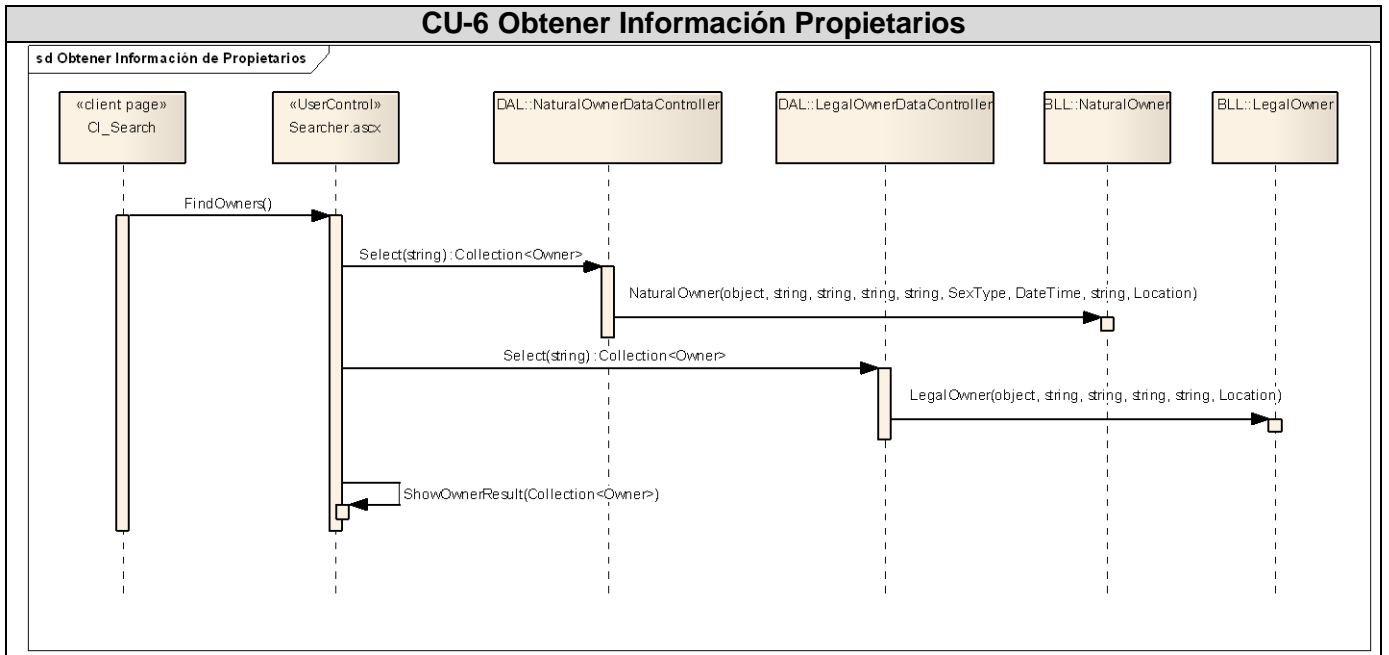 CU-6 Obtener Información Propietarios
sd Obtener Información de Propietarios
«client page»
Cl_Search
«UserControl»
Searcher.ascx
DAL::NaturalOwnerDataController
DAL::LegalOwnerDataController
BLL::NaturalOwner
BLL::LegalOwner
FindOwners()
Select(string) :Collection<Owner>
NaturalOwner(object, string, string, string, string, SexType, DateTime, string, Location)
Select(string) :Collection<Owner>
LegalOwner(object, string, string, string, string, Location)
ShowOwnerResult(Collection<Owner>)